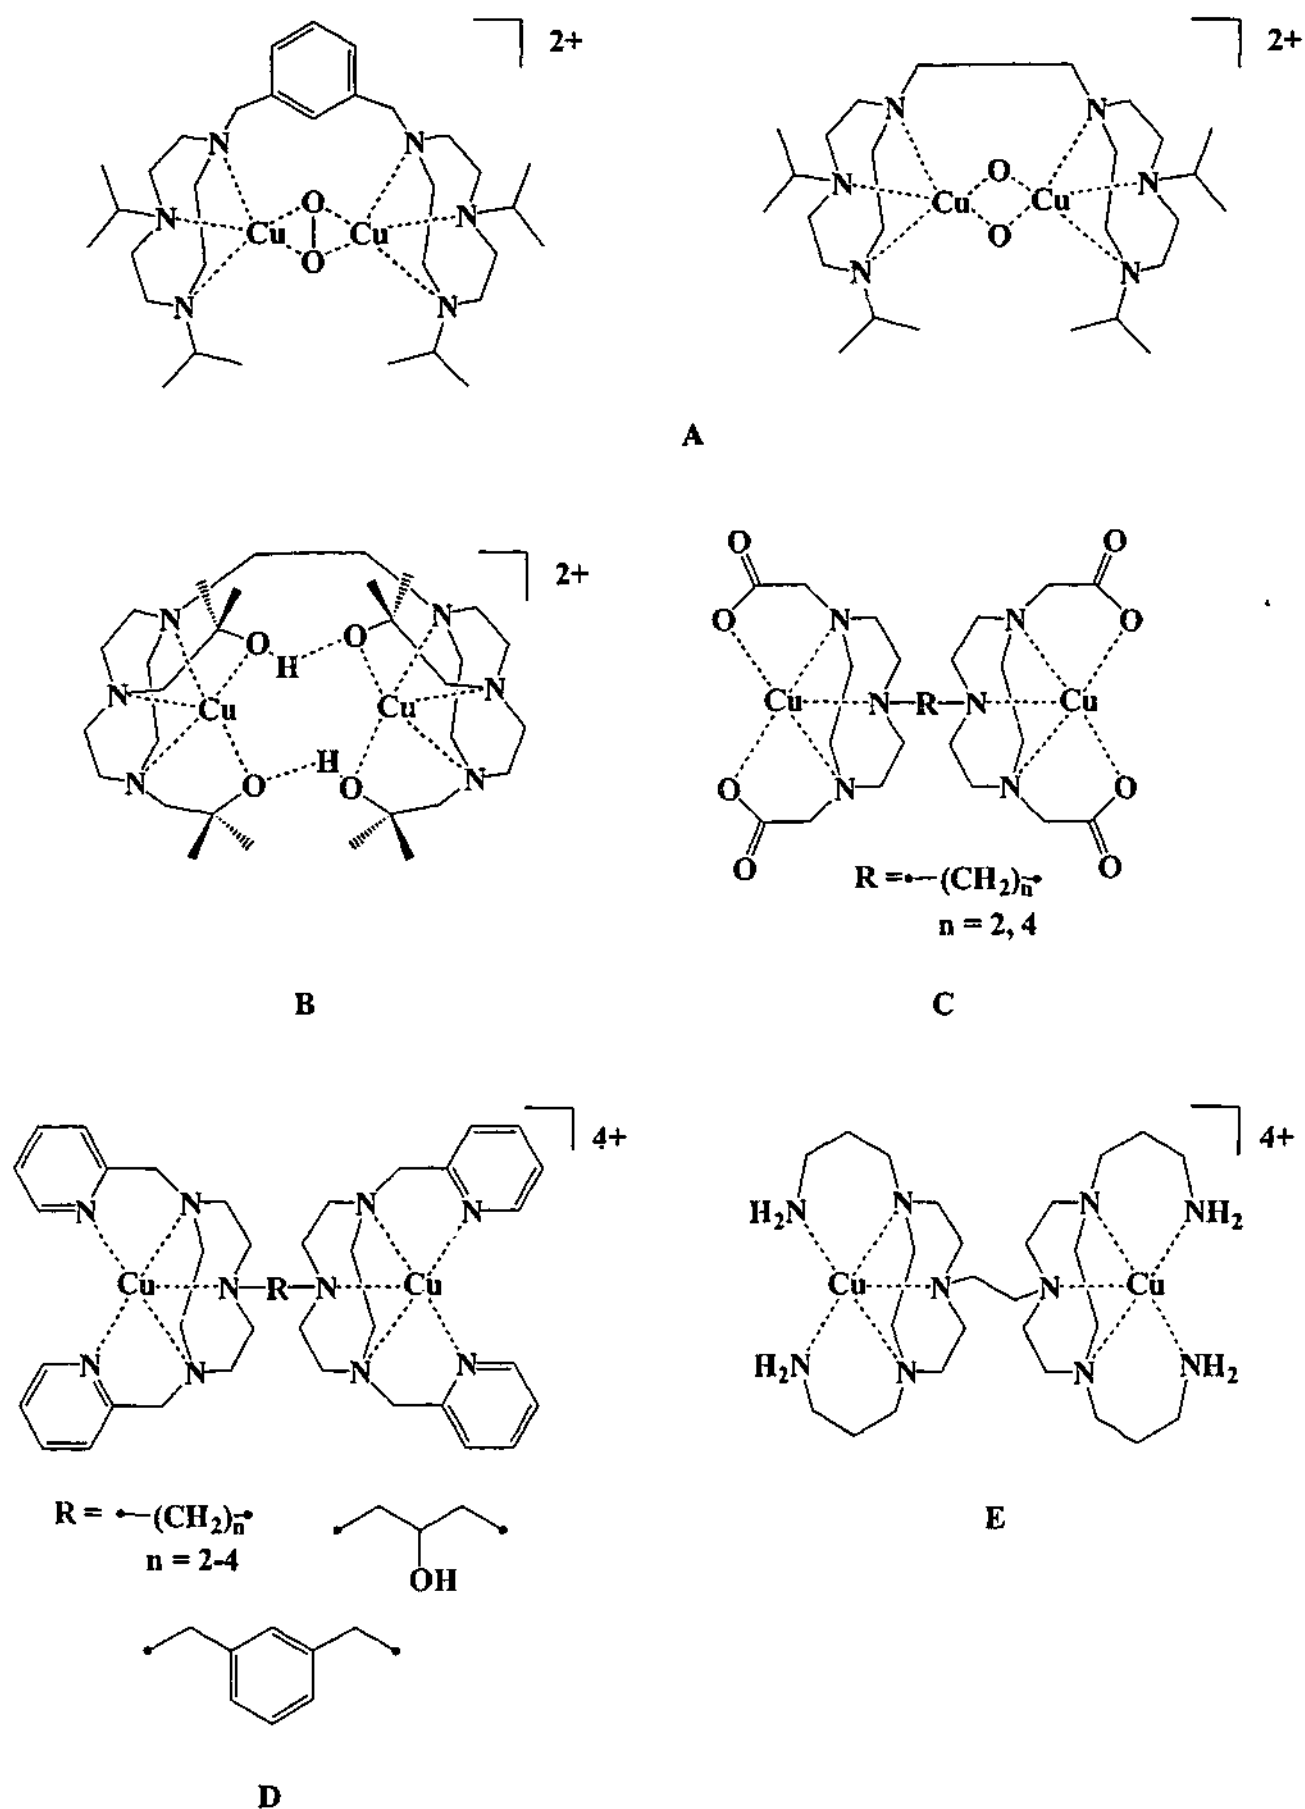 2+
2+
N N N N
N N O O Cu Cu N
N Cu O Cu N O N
N N N N
A
2+
O O
N O H O N N O O N
N Cu Cu N Cu N–R–N Cu
N O H O N O N N O
O O
R = •–(CH2)n–•
n = 2, 4
B C
4+
4+
N N N N H2N N N NH2
Cu N–R–N Cu Cu N N Cu
N N N N H2N N N NH2
R = •–(CH2)n–•
n = 2-4
OH
E
D